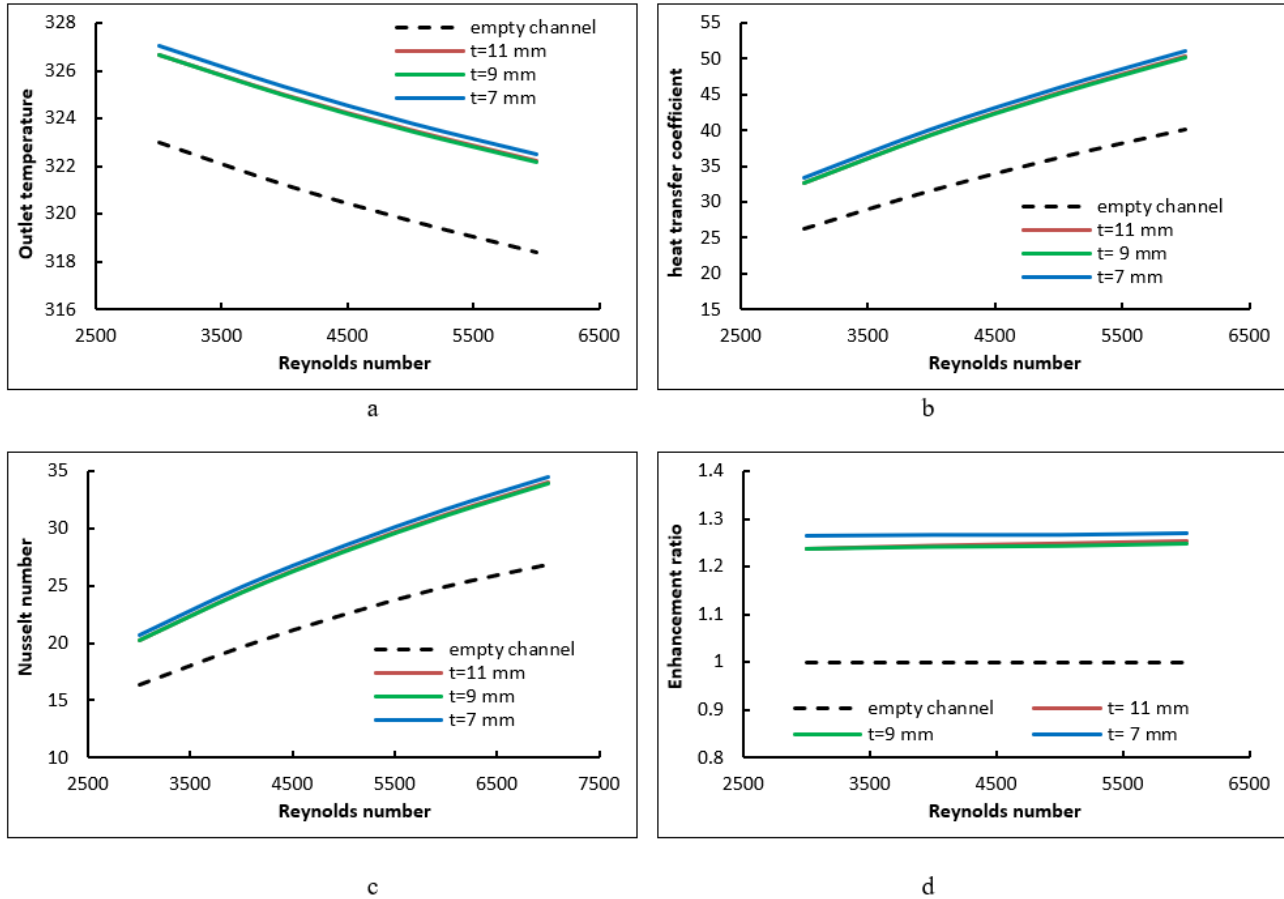 328
326
324
322
320
318
316
Outlet temperature
empty channel
t=11 mm
t=9 mm
t=7 mm
2500 3500 4500 5500 6500
Reynolds number
a
55
50
45
40
35
30
25
20
15
heat transfer coefficient
empty channel
t=11 mm
t= 9 mm
t=7 mm
2500 3500 4500 5500 6500
Reynolds number
b
35
30
25
20
15
10
Nusselt number
empty channel
t=11 mm
t=9 mm
t=7 mm
2500 3500 4500 5500 6500 7500
Reynolds number
c
1.4
1.3
1.2
1.1
1
0.9
0.8
Enhancement ratio
empty channel t= 11 mm
t=9 mm t= 7 mm
2500 3500 4500 5500 6500
Reynolds number
d